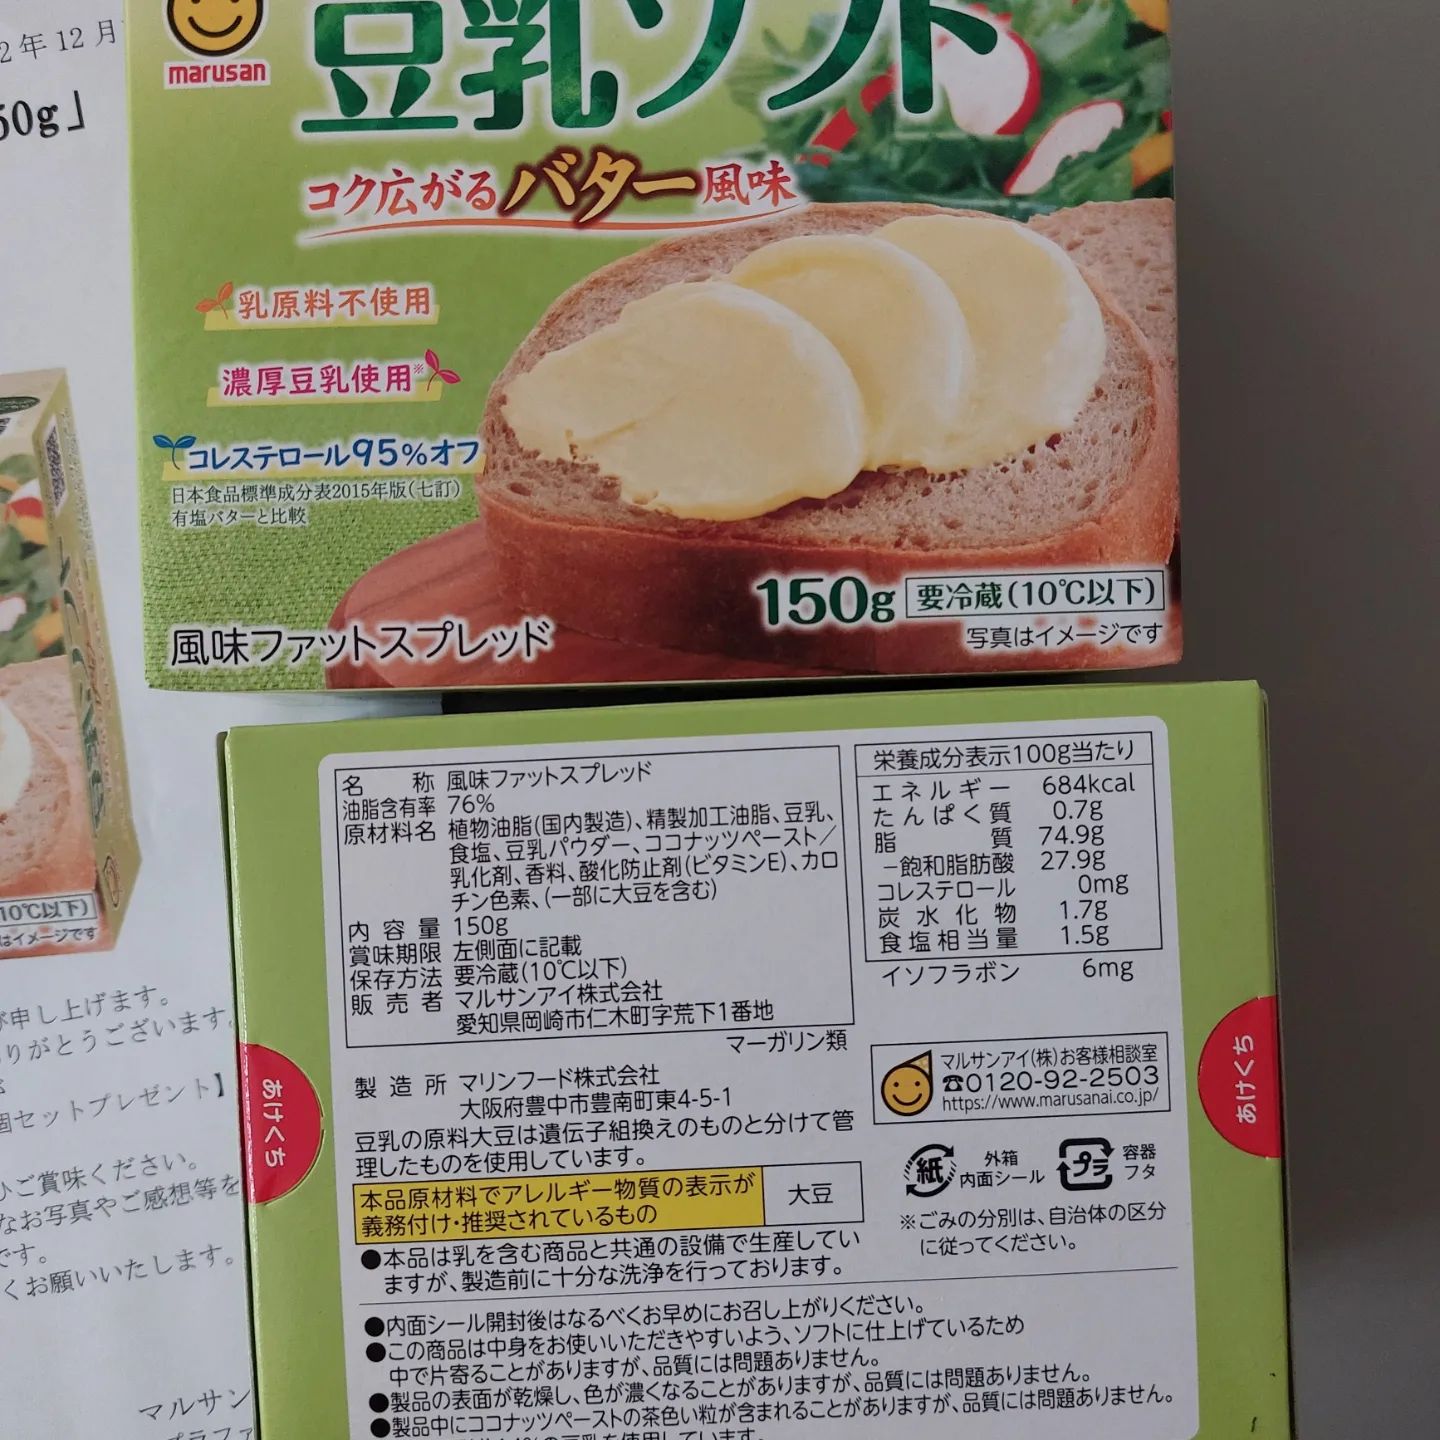 2年12月
50g」
marusan
豆乳ソフト
コク広がるバター風味
乳原料不使用
濃厚豆乳使用※
コレステロール95%オフ
日本食品標準成分表2015年版(七訂)
有塩バターと比較
150g 要冷蔵(10℃以下)
写真はイメージです
風味ファットスプレッド
10℃以下)
はイメージです
申し上げます。
りがとうございます。
個セットプレゼント】
ご賞味ください。
なお写真やご感想等を
です。
くお願いいたします。
マルサン
名称 風味ファットスプレッド
油脂含有率 76%
原材料名 植物油脂(国内製造)、精製加工油脂、豆乳、
食塩、豆乳パウダー、ココナッツペースト/
乳化剤、香料、酸化防止剤(ビタミンE)、カロ
チン色素、(一部に大豆を含む)
内容量 150g
賞味期限 左側面に記載
保存方法 要冷蔵(10℃以下)
販売者 マルサンアイ株式会社
愛知県岡崎市仁木町字荒下1番地
マーガリン類
製造所 マリンフード株式会社
大阪府豊中市豊南町東4-5-1
豆乳の原料大豆は遺伝子組換えのものと分けて管
理したものを使用しています。
本品原材料でアレルギー物質の表示が
義務付け・推奨されているもの
大豆
●本品は乳を含む商品と共通の設備で生産してい
ますが、製造前に十分な洗浄を行っております。
栄養成分表示100g当たり
エネルギー 684kcal
たんぱく質 0.7g
脂質 74.9g
－飽和脂肪酸 27.9g
コレステロール 0mg
炭水化物 1.7g
食塩相当量 1.5g
イソフラボン 6mg
マルサンアイ(株)お客様相談室
☎0120-92-2503
https://www.marusanai.co.jp/
紙 外箱
内面シール
プラ 容器
フタ
※ごみの分別は、自治体の区分
に従ってください。
あけくち
あけくち
●内面シール開封後はなるべくお早めにお召し上がりください。
●この商品は中身をお使いいただきやすいよう、ソフトに仕上げているため
中で片寄ることがありますが、品質には問題ありません。
●製品の表面が乾燥し、色が濃くなることがありますが、品質には問題ありません。
●製品中にココナッツペーストの茶色い粒が含まれることがありますが、品質には問題ありません。
の豆乳を使用しています。